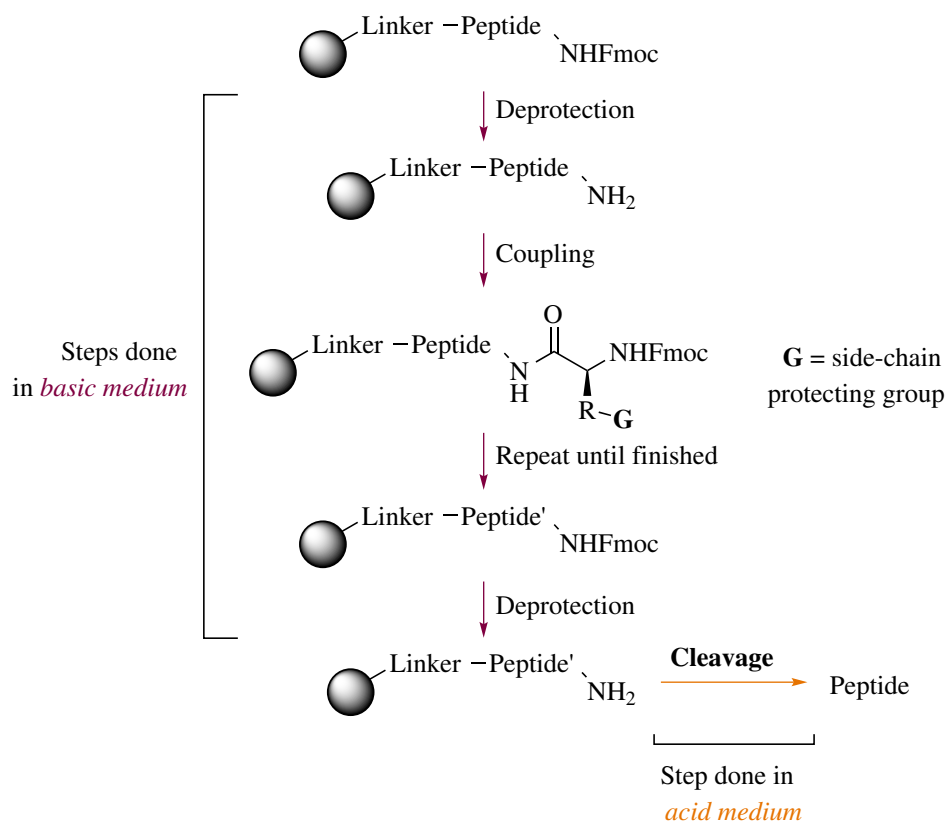 Linker –Peptide
NHFmoc
Deprotection
Linker –Peptide
NH2
Coupling
O
Linker –Peptide
N
H
NHFmoc
R
G
G = side-chain
protecting group
Steps done
in basic medium
Repeat until finished
Linker –Peptide'
NHFmoc
Deprotection
Linker –Peptide'
NH2
Cleavage
Peptide
Step done in
acid medium